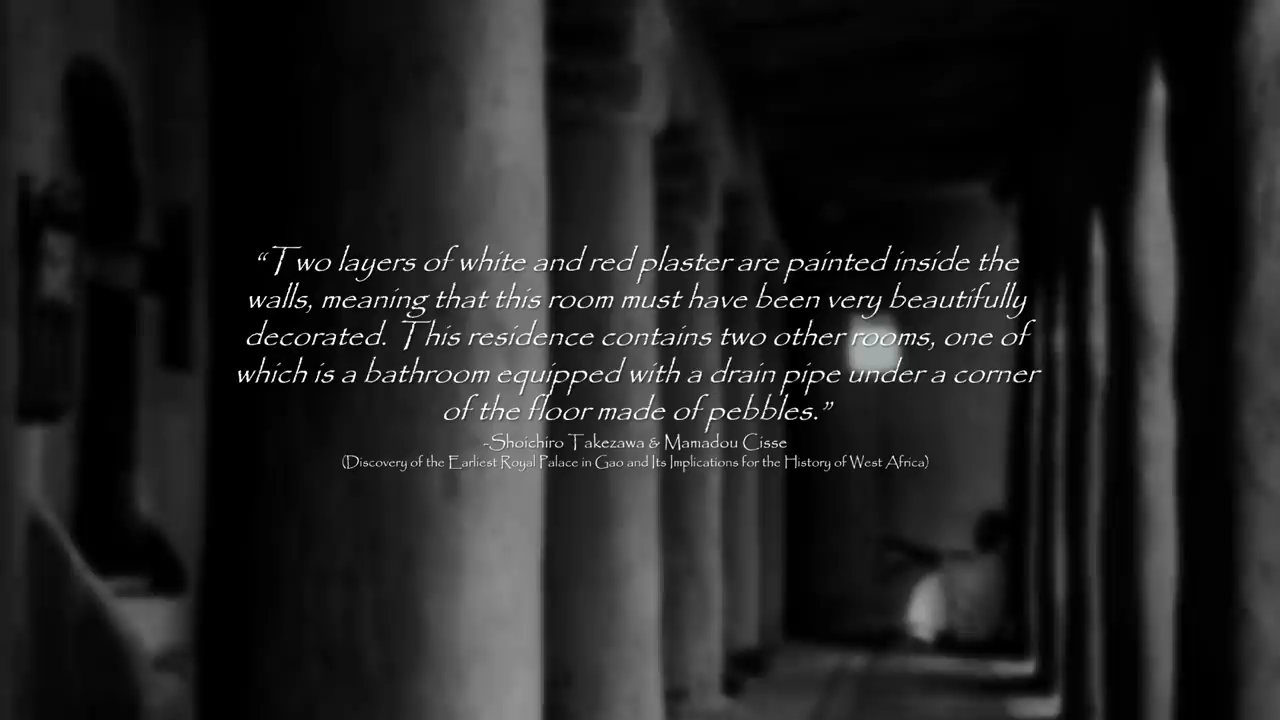 “Two layers of white and red plaster are painted inside the
walls, meaning that this room must have been very beautifully
decorated. This residence contains two other rooms, one of
which is a bathroom equipped with a drain pipe under a corner
of the floor made of pebbles.”
-Shoichiro Takezawa & Mamadou Cisse
(Discovery of the Earliest Royal Palace in Gao and Its Implications for the History of West Africa)